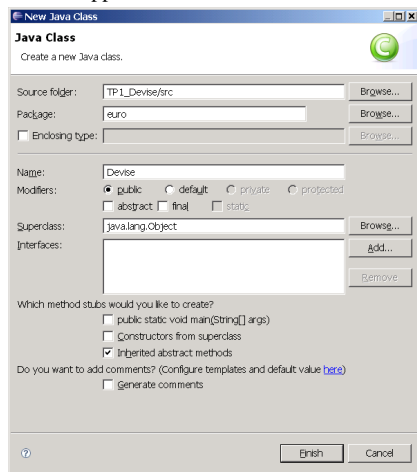 New Java Class
Java Class
Create a new Java class.
Source folder: TP1_Devise/src Browse...
Package: euro Browse...
Enclosing type: Browse...
Name: Devise
Modifiers: public default private protected
abstract final static
Superclass: java.lang.Object Browse...
Interfaces: Add...
Remove
Which method stubs would you like to create?
public static void main(String[] args)
Constructors from superclass
Inherited abstract methods
Do you want to add comments? (Configure templates and default value here)
Generate comments
? Finish Cancel